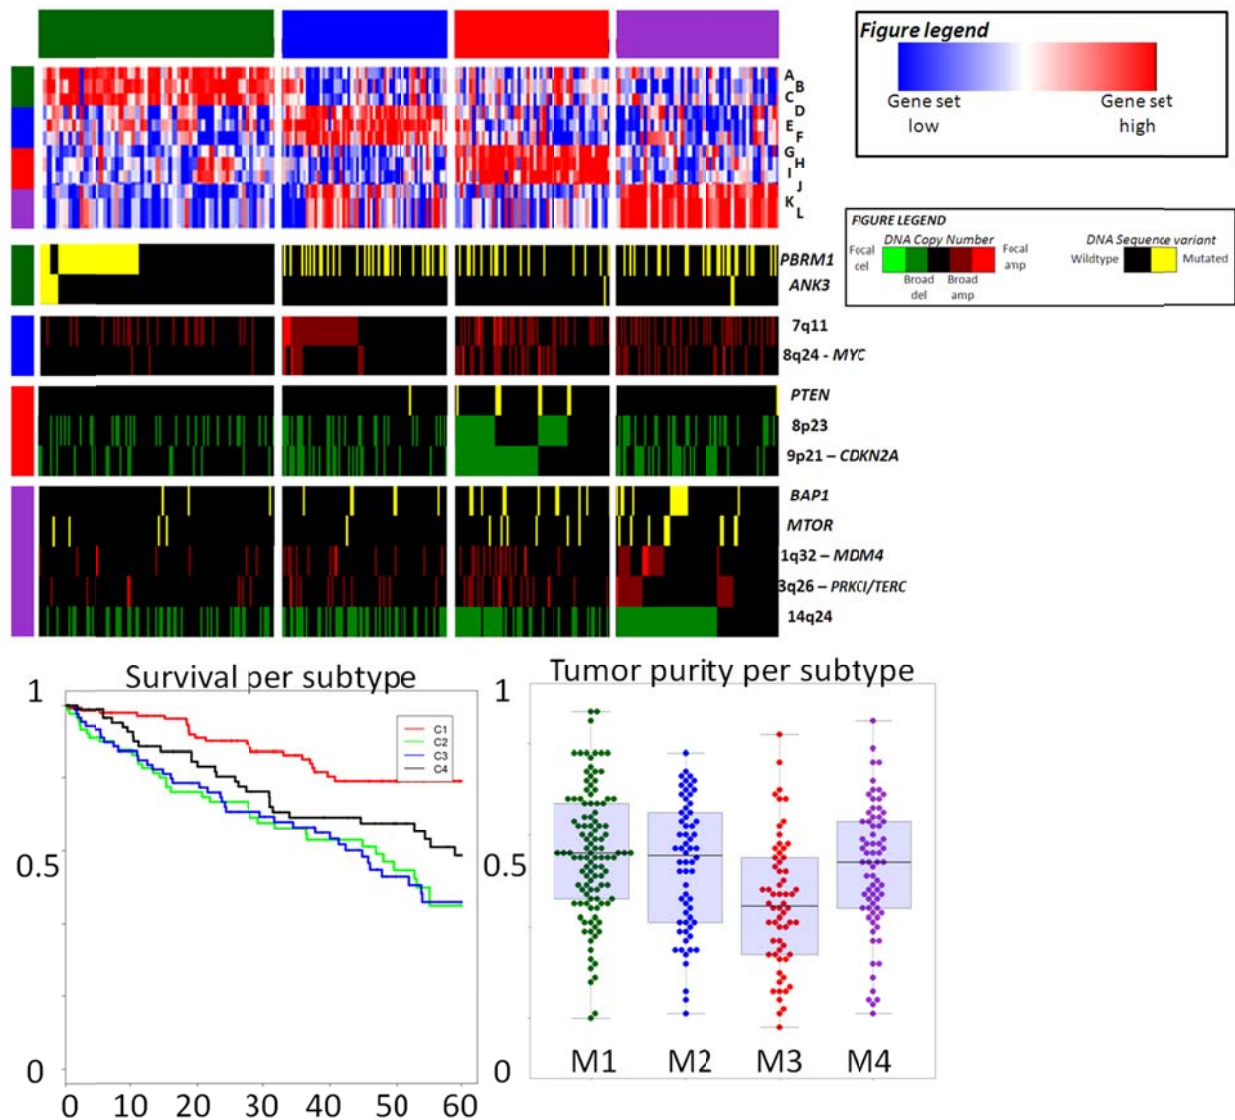 Figure legend
Gene set low
Gene set high
A
B
C
D
E
F
G
H
I
J
K
L
PBRM1
ANK3
7q11
8q24 - MYC
PTEN
8p23
9p21 – CDKN2A
BAP1
MTOR
1q32 – MDM4
3q26 – PRKCI/TERC
14q24
FIGURE LEGEND
DNA Copy Number
Focal cel
Broad del
Broad amp
Focal amp
DNA Sequence variant
Wildtype
Mutated
Survival per subtype
1
0.5
0
0 10 20 30 40 50 60
C1
C2
C3
C4
Tumor purity per subtype
1
0.5
0
M1 M2 M3 M4